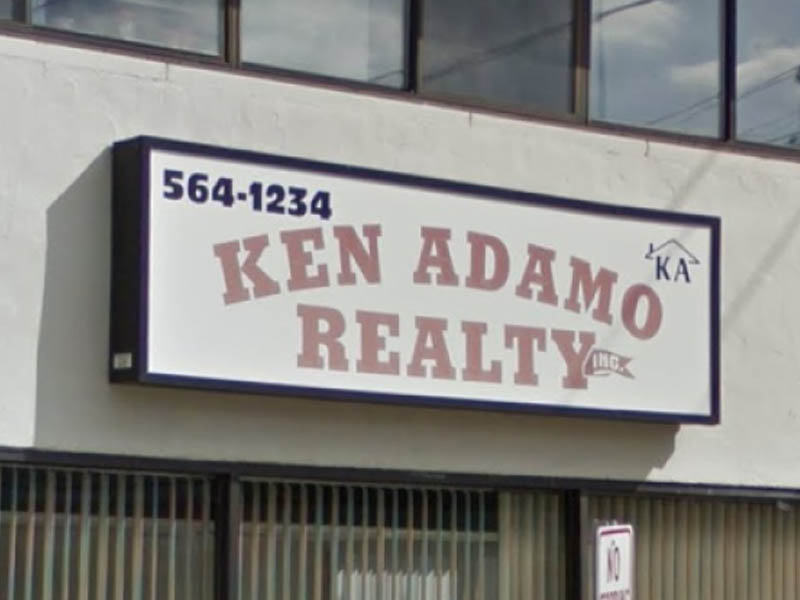 564-1234
KEN ADAMO
KA
REALTY INC.
NO